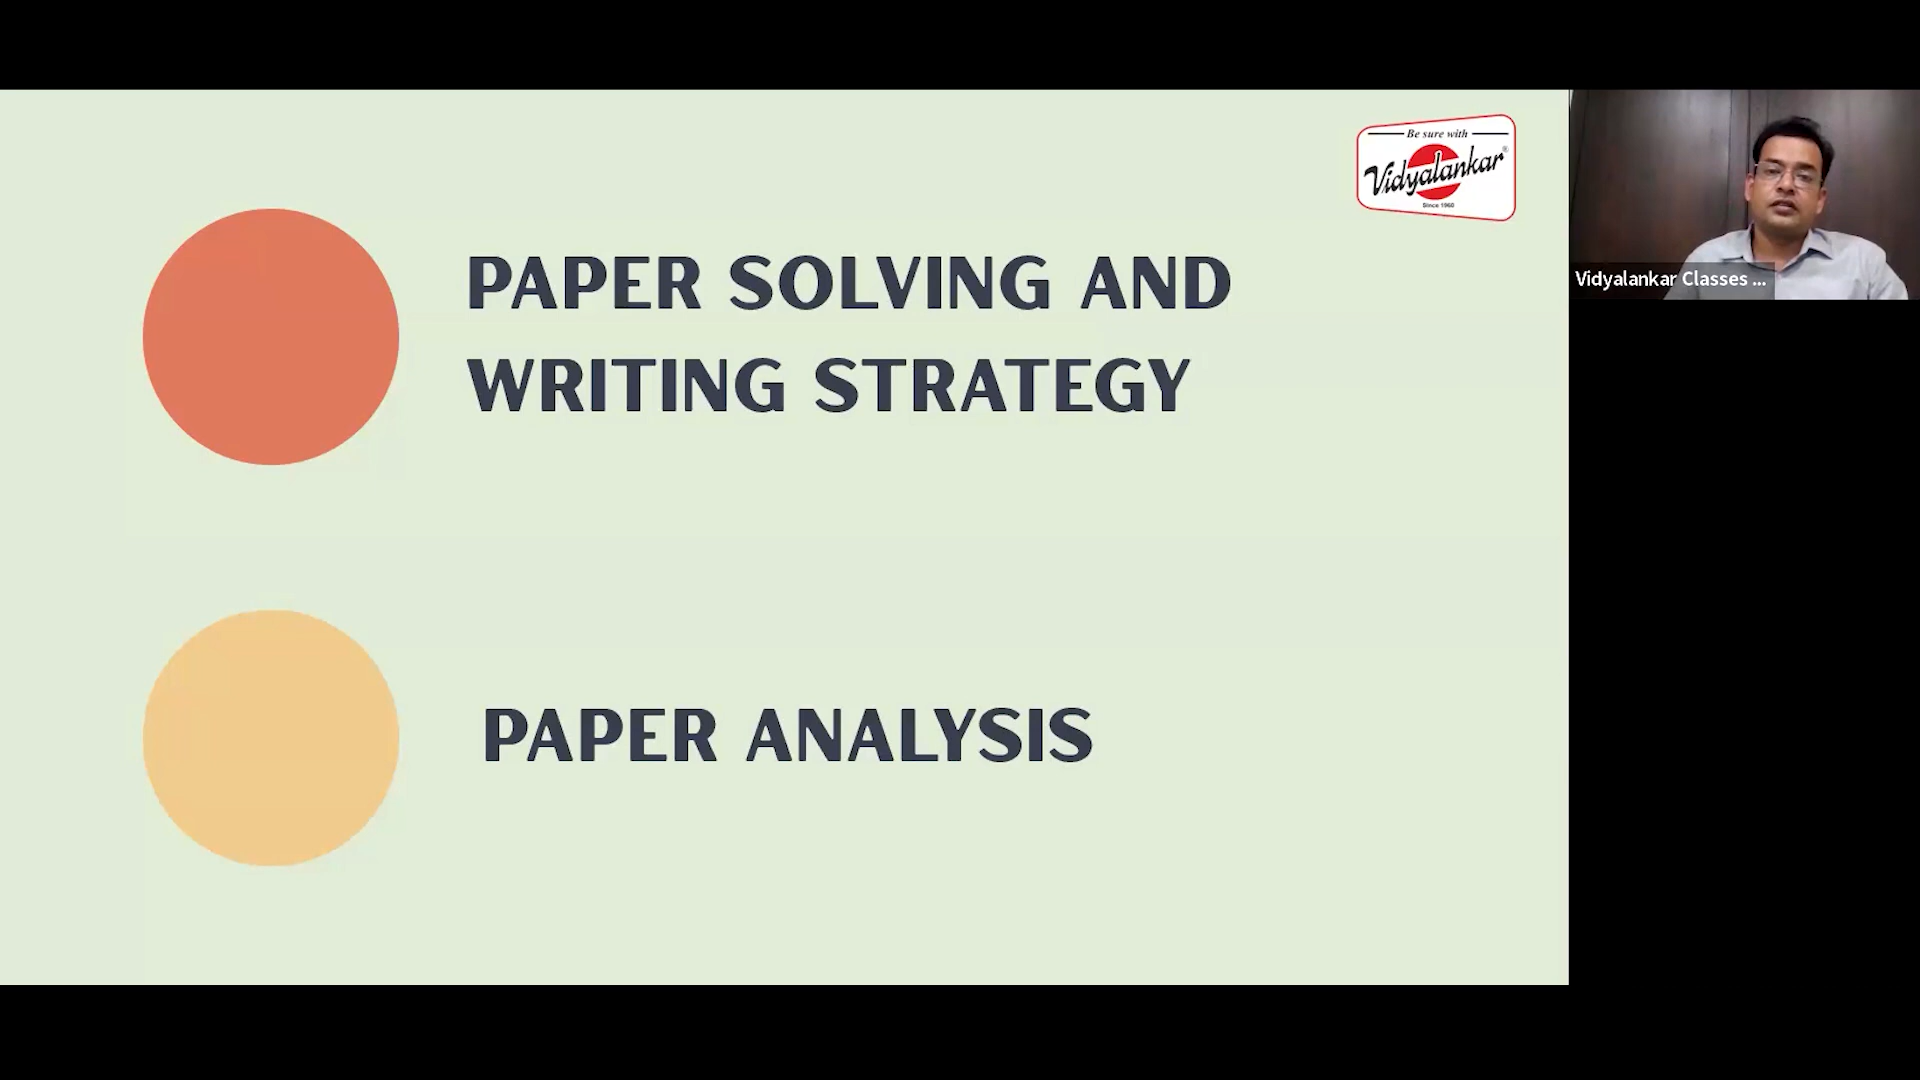 Be sure with
Vidyalankar®
Since 1960
PAPER SOLVING AND
WRITING STRATEGY
PAPER ANALYSIS
Vidyalankar Classes ...